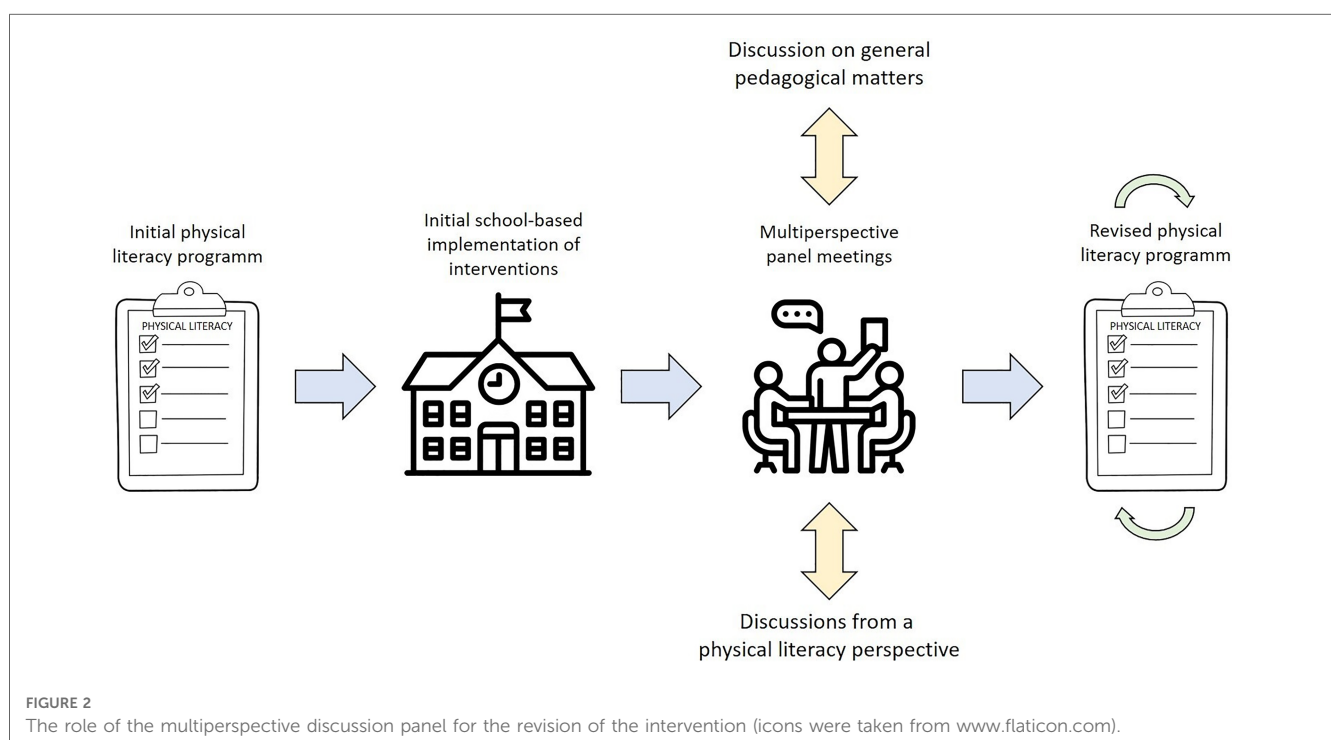 Discussion on general
pedagogical matters
Initial physical
literacy programm
Initial school-based
implementation of
interventions
Multiperspective
panel meetings
Revised physical
literacy programm
PHYSICAL LITERACY
PHYSICAL LITERACY
Discussions from a
physical literacy perspective
FIGURE 2
The role of the multiperspective discussion panel for the revision of the intervention (icons were taken from www.flaticon.com).